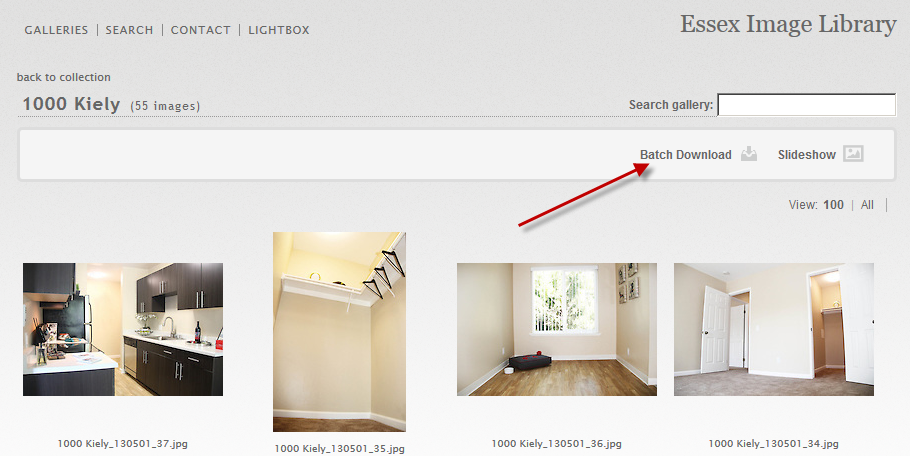 GALLERIES | SEARCH | CONTACT | LIGHTBOX
Essex Image Library
back to collection
1000 Kiely (55 images)
Search gallery:
Batch Download
Slideshow
View: 100 | All |
1000 Kiely_130501_37.jpg
1000 Kiely_130501_35.jpg
1000 Kiely_130501_36.jpg
1000 Kiely_130501_34.jpg